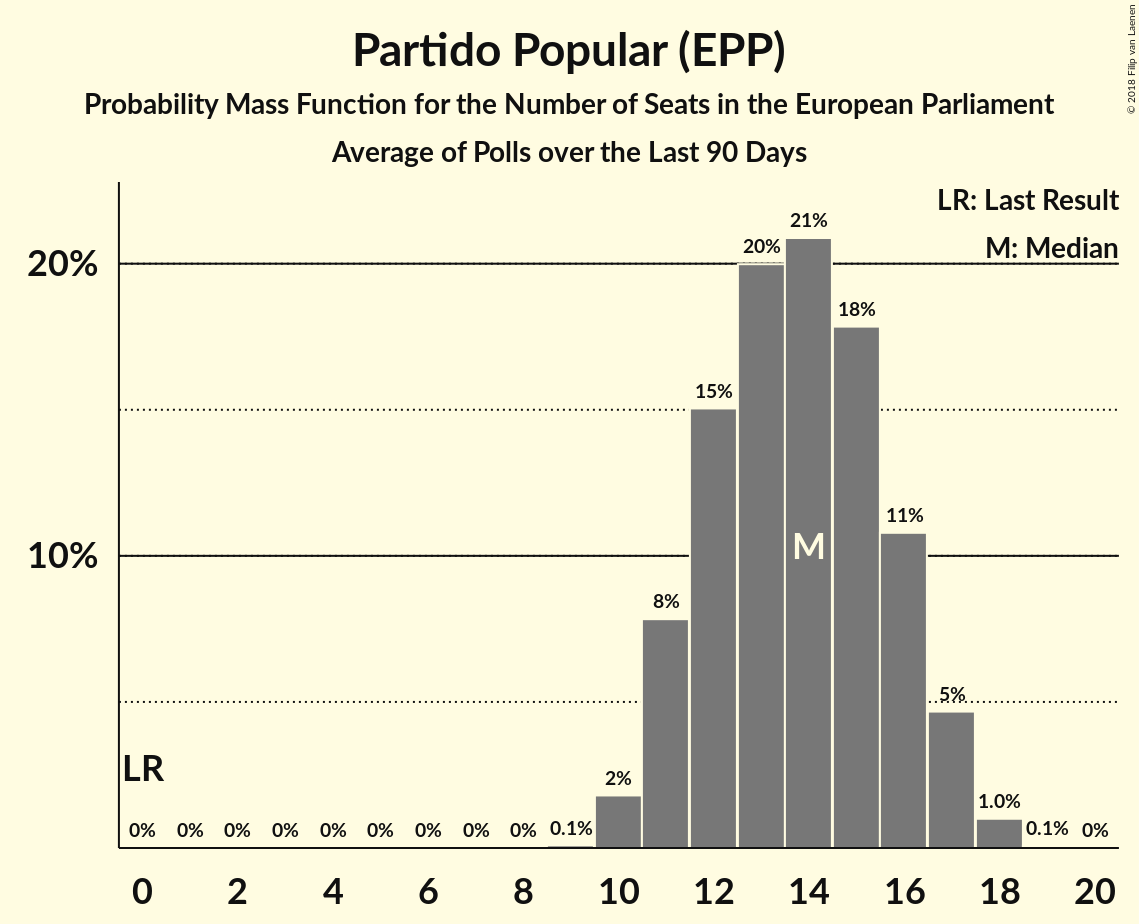 Partido Popular (EPP)
Probability Mass Function for the Number of Seats in the European Parliament
Average of Polls over the Last 90 Days
© 2018 Filip van Laenen
LR: Last Result
M: Median
20%
10%
21%
20%
18%
15%
11%
8%
5%
2%
1.0%
M
LR
0% 0% 0% 0% 0% 0% 0% 0% 0% 0.1% 0.1% 0%
0 2 4 6 8 10 12 14 16 18 20